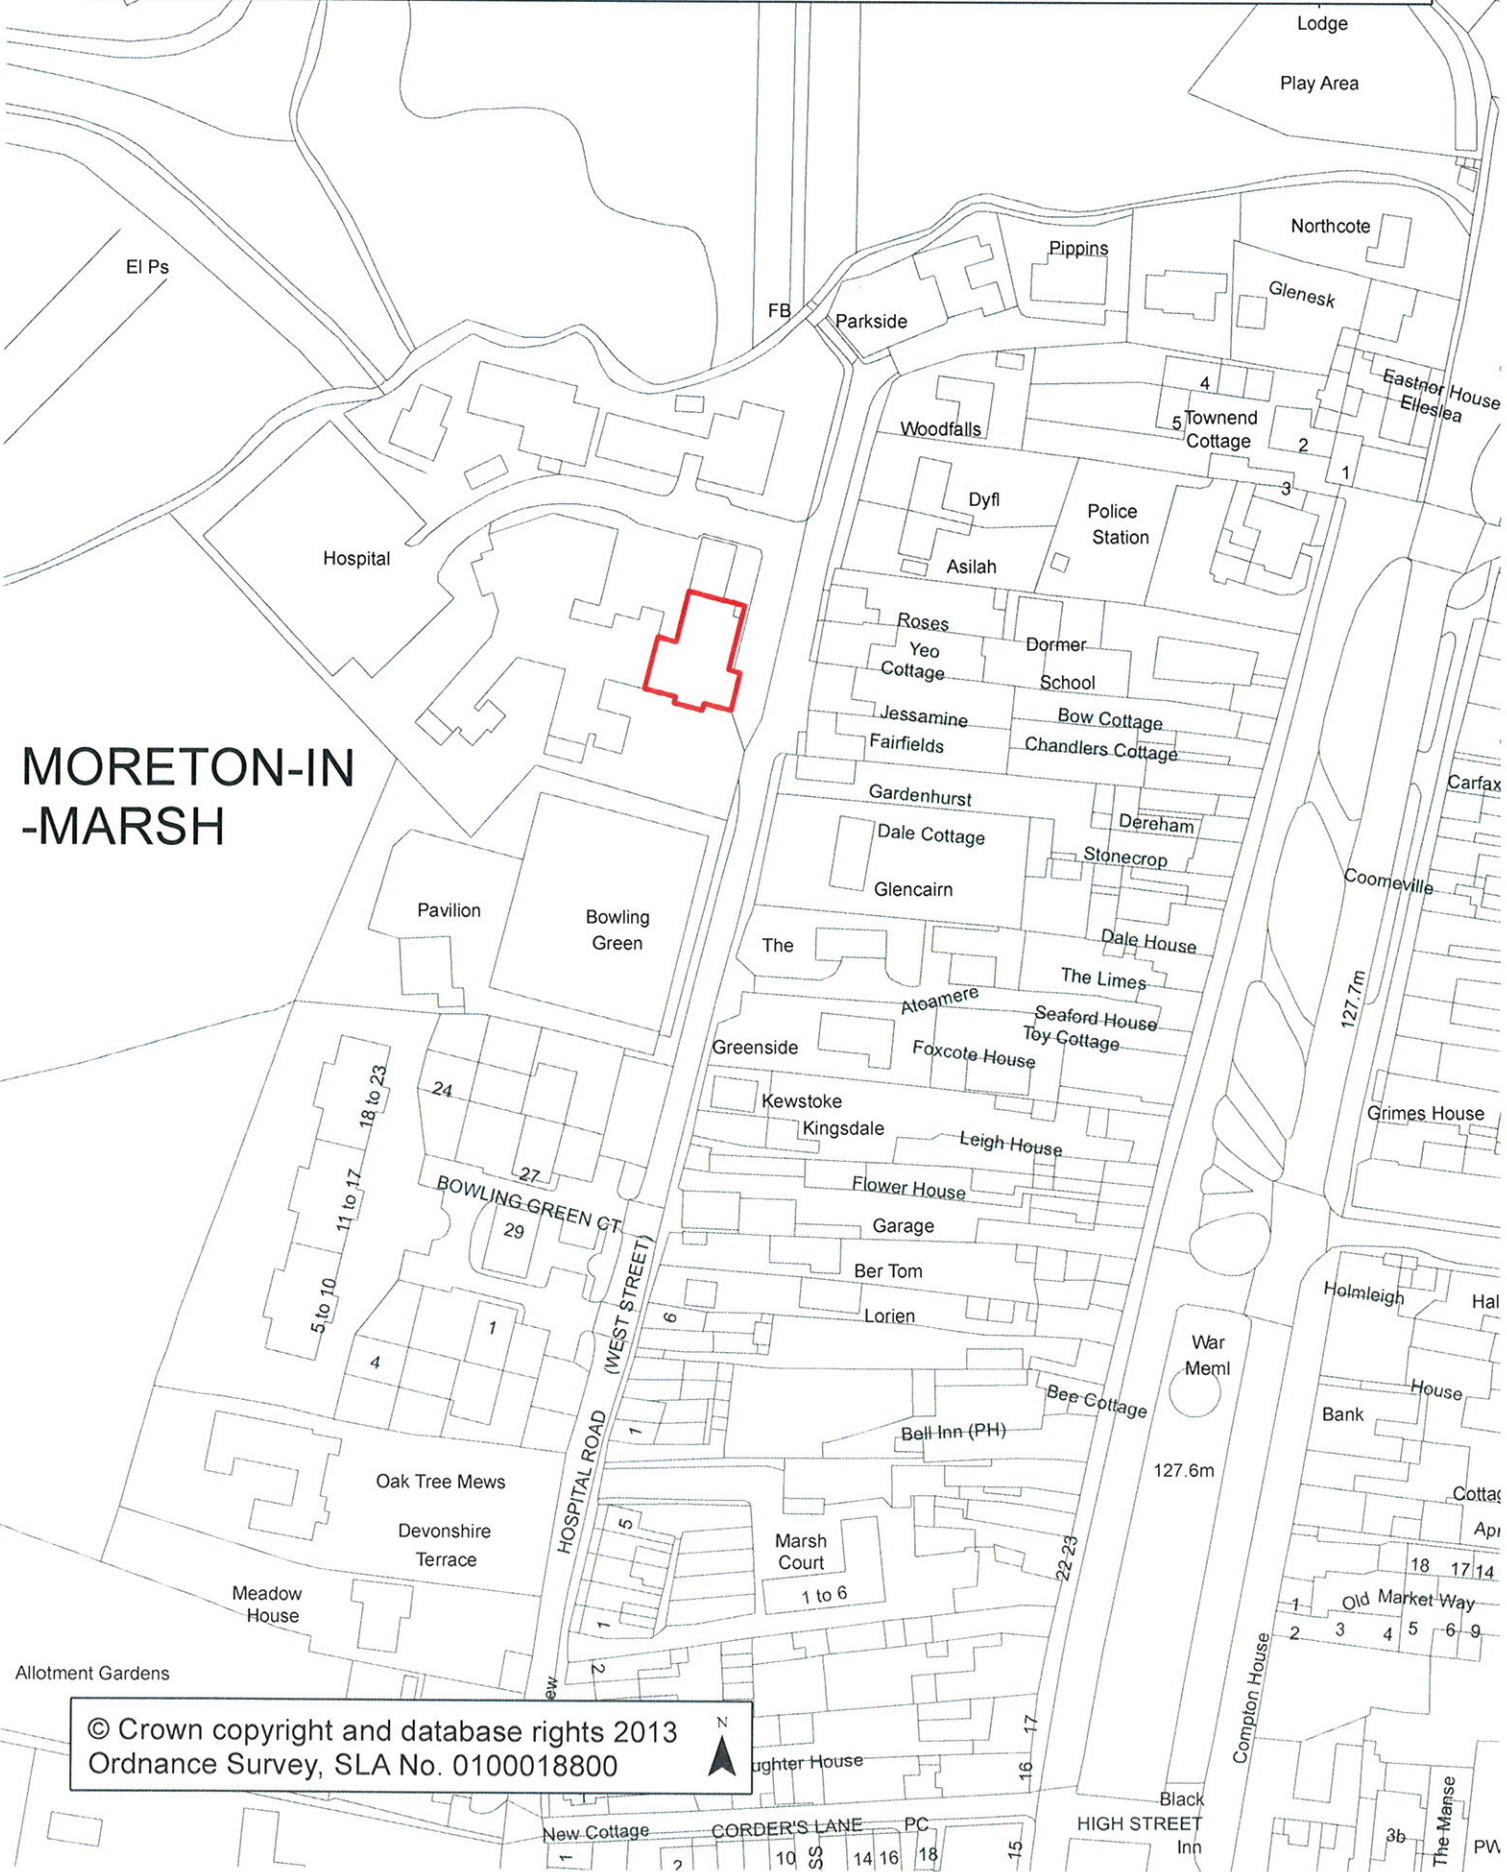 Lodge
Play Area
Northcote
Pippins
El Ps
Glenesk
FB
Parkside
Eastnor House
Elleslea
4
5
Townend
Cottage
2
1
3
Woodfalls
Dyfl
Police
Station
Hospital
Asilah
Roses
Dormer
Yeo
Cottage
School
Jessamine
Bow Cottage
Fairfields
Chandlers Cottage
MORETON-IN
-MARSH
Carfax
Gardenhurst
Dereham
Dale Cottage
Stonecrop
Glencairn
Coomeville
Pavilion
Bowling
Green
The
Dale House
The Limes
Atoamere
127.7m
Seaford House
Toy Cottage
Greenside
Foxcote House
18 to 23
24
Kewstoke
Kingsdale
Grimes House
Leigh House
27
BOWLING GREEN CT
Flower House
11 to 17
29
Garage
Ber Tom
5 to 10
Holmleigh
Hal
6
Lorien
1
4
War
Meml
HOSPITAL ROAD (WEST STREET)
House
Bee Cottage
Bank
1
Bell Inn (PH)
127.6m
Oak Tree Mews
Cottag
5
Devonshire
Terrace
Marsh
Court
Apr
22 23
18
17
14
Meadow
House
1 to 6
1
Old Market Way
1
2
3
4
5
6
9
2
Allotment Gardens
ew
Compton House
© Crown copyright and database rights 2013
Ordnance Survey, SLA No. 0100018800
N
17
16
ughter House
Black
HIGH STREET
Inn
New Cottage
CORDER'S LANE
PC
1
2
10
SS
14
16
18
15
3b
The Manse
PW